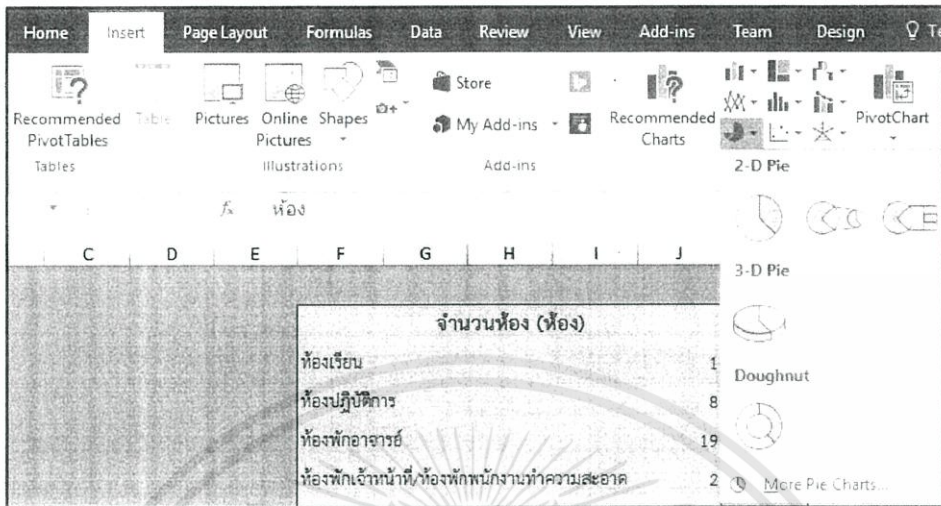 Home Insert Page Layout Formulas Data Review View Add-ins Team Design
Recommended PivotTables
Table
Pictures
Online Pictures
Shapes
Store
My Add-ins
Recommended Charts
PivotChart
Tables
Illustrations
Add-ins
2-D Pie
fx ห้อง
C D E F G H I J
3-D Pie
จำนวนห้อง (ห้อง)
ห้องเรียน 1
ห้องปฏิบัติการ 8
ห้องพักอาจารย์ 19
ห้องพักเจ้าหน้าที่/ห้องพักพนักงานทำความสะอาด 2
Doughnut
More Pie Charts...